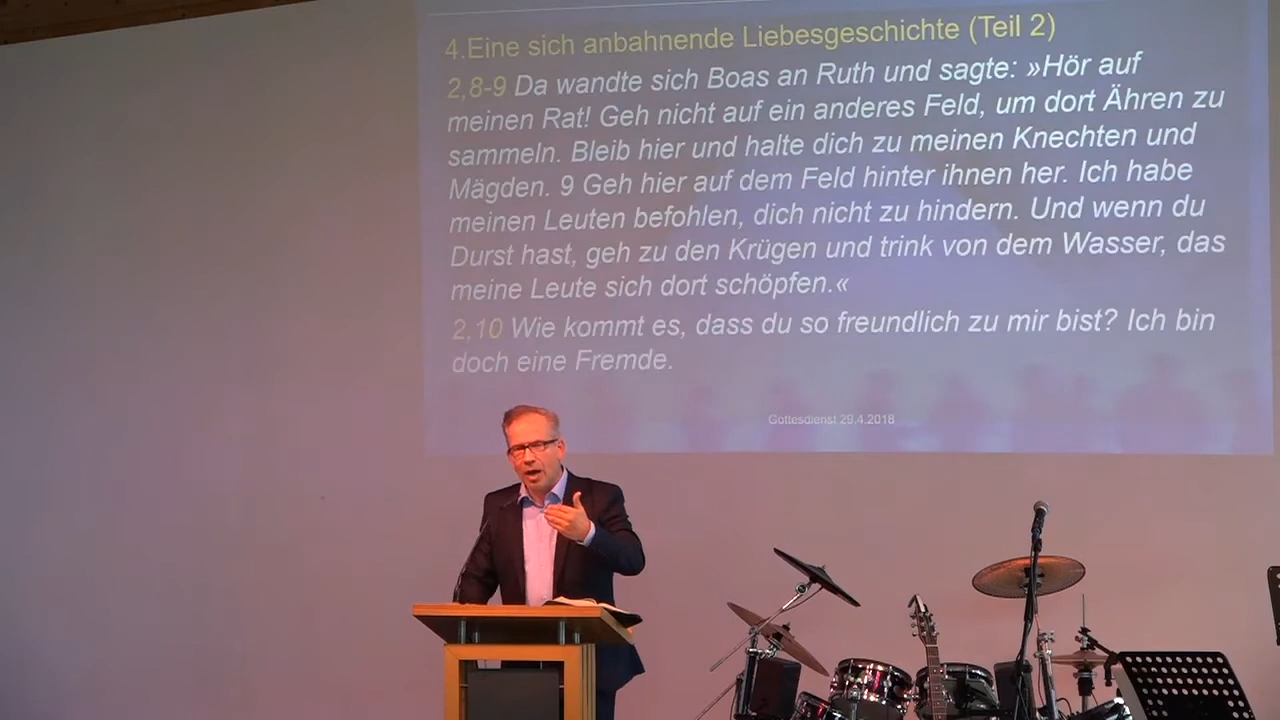 4.Eine sich anbahnende Liebesgeschichte (Teil 2)
2,8-9 Da wandte sich Boas an Ruth und sagte: »Hör auf
meinen Rat! Geh nicht auf ein anderes Feld, um dort Ähren zu
sammeln. Bleib hier und halte dich zu meinen Knechten und
Mägden. 9 Geh hier auf dem Feld hinter ihnen her. Ich habe
meinen Leuten befohlen, dich nicht zu hindern. Und wenn du
Durst hast, geh zu den Krügen und trink von dem Wasser, das
meine Leute sich dort schöpfen.«
2,10 Wie kommt es, dass du so freundlich zu mir bist? Ich bin
doch eine Fremde.
Gottesdienst 29.4.2018